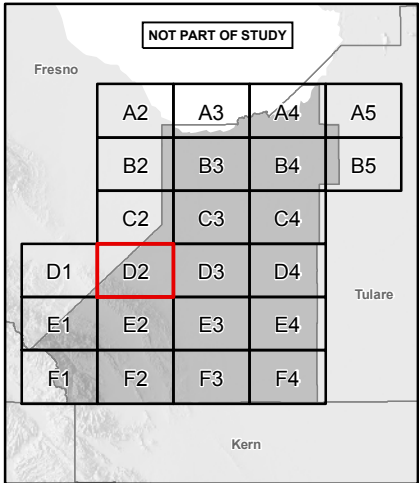 NOT PART OF STUDY
Fresno
A2 A3 A4 A5
B2 B3 B4 B5
C2 C3 C4
D1 D2 D3 D4
Tulare
E1 E2 E3 E4
F1 F2 F3 F4
Kern